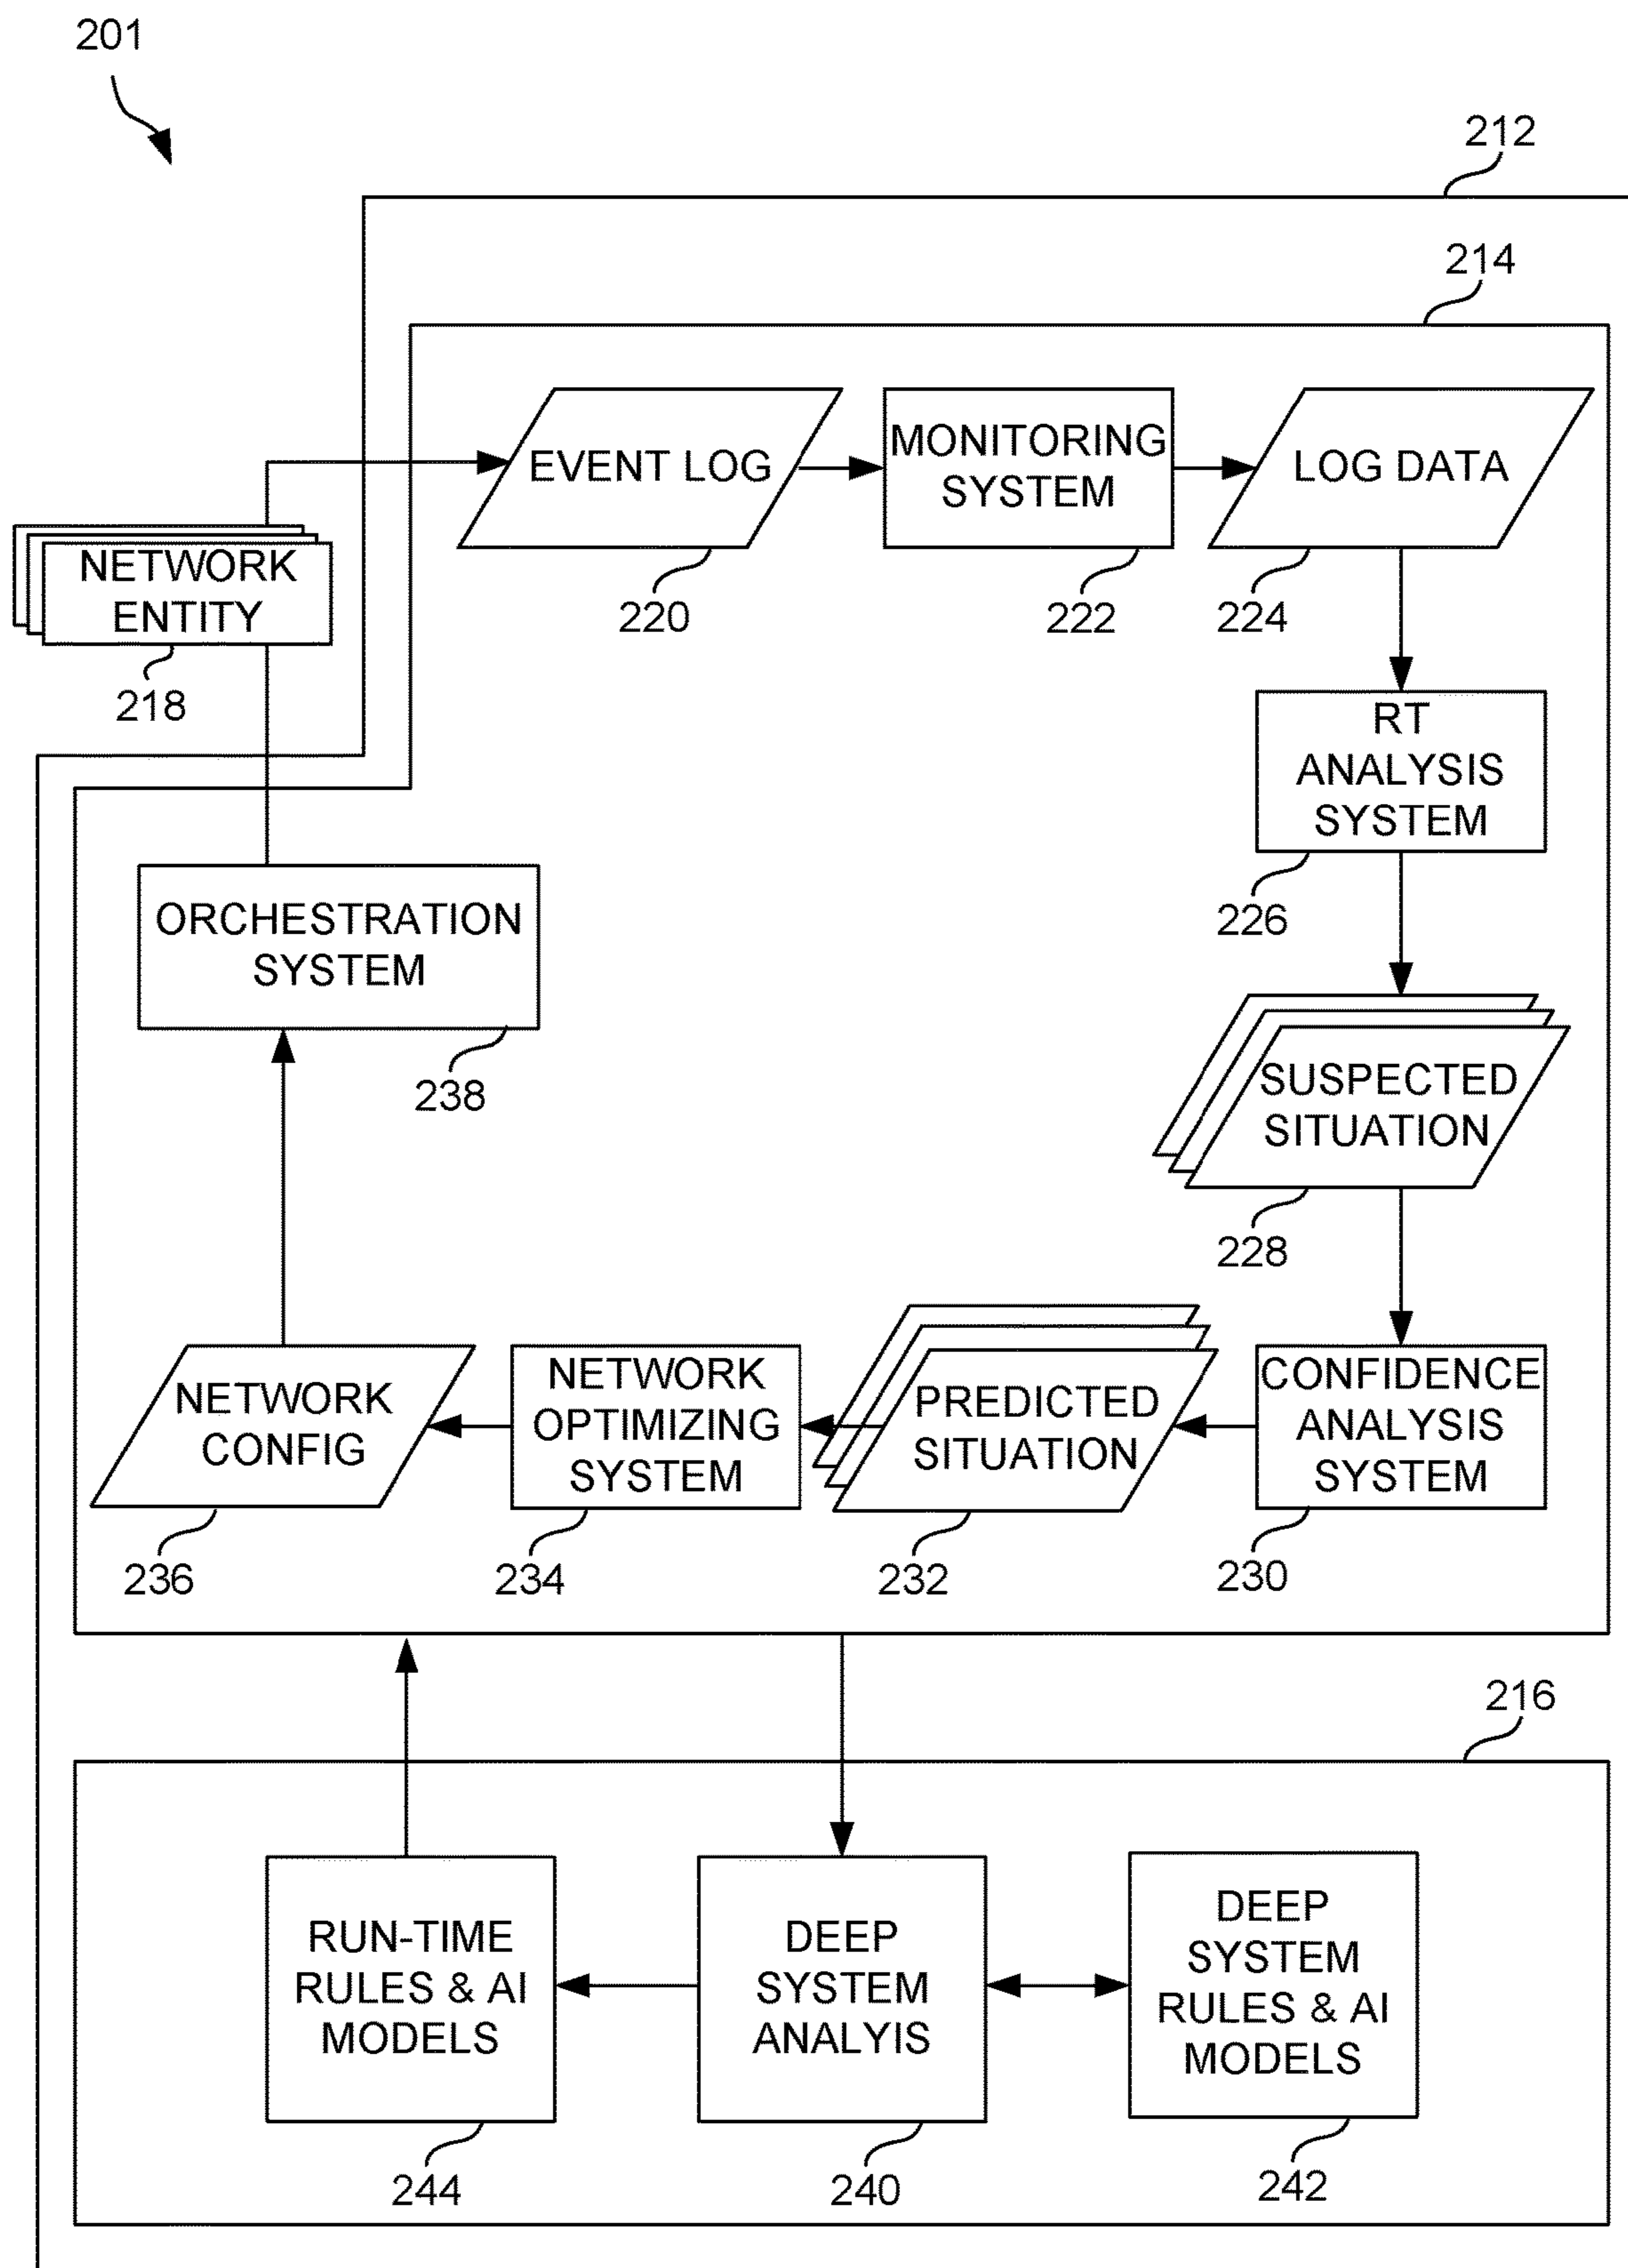 201
212
214
EVENT LOG
MONITORING
SYSTEM
LOG DATA
NETWORK
ENTITY
220
222
224
218
RT
ANALYSIS
SYSTEM
226
ORCHESTRATION
SYSTEM
238
SUSPECTED
SITUATION
228
NETWORK
CONFIG
NETWORK
OPTIMIZING
SYSTEM
PREDICTED
SITUATION
CONFIDENCE
ANALYSIS
SYSTEM
236
234
232
230
216
RUN-TIME
RULES & AI
MODELS
DEEP
SYSTEM
ANALYIS
DEEP
SYSTEM
RULES & AI
MODELS
244
240
242